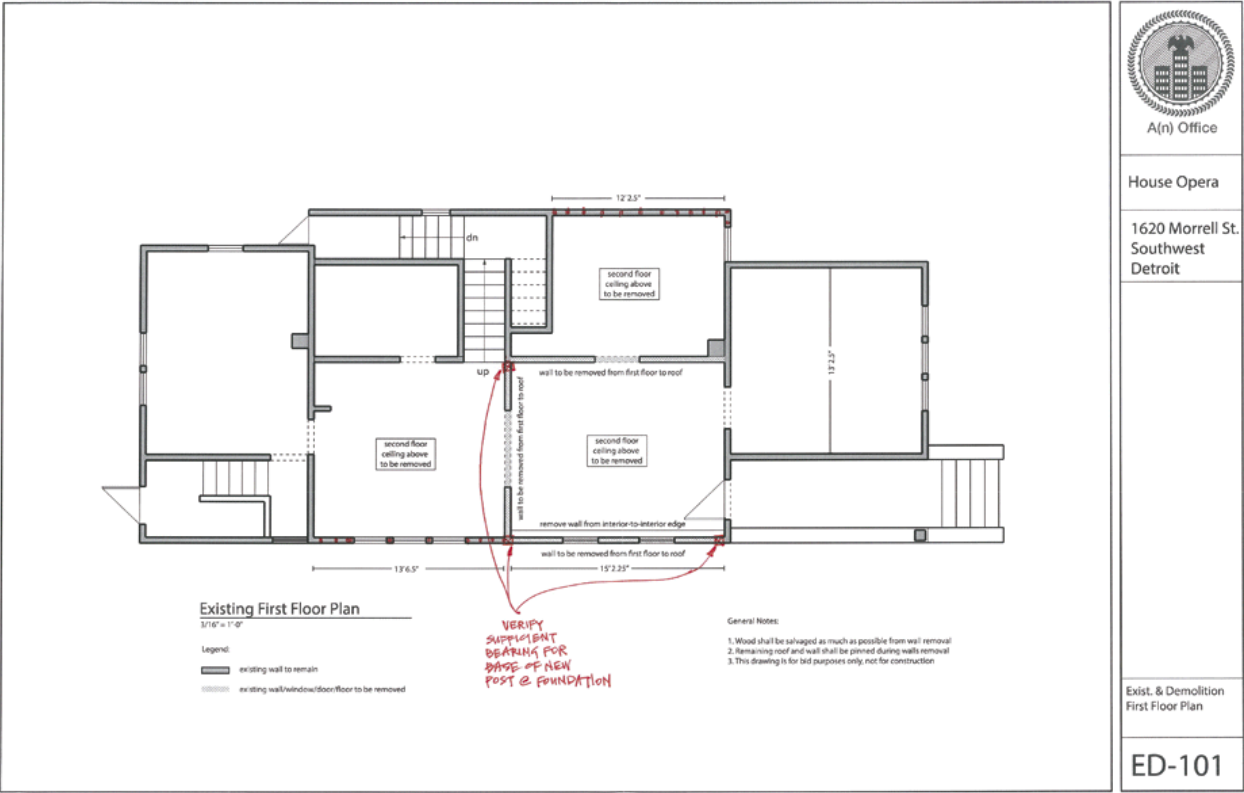 A(n) Office
House Opera
1620 Morrell St.
Southwest
Detroit
12'2.5"
dn
second floor
ceiling above
to be removed
up
wall to be removed from first floor to roof
13'2.5"
wall to be removed from first floor to roof
second floor
ceiling above
to be removed
second floor
ceiling above
to be removed
remove wall from interior-to-interior edge
wall to be removed from first floor to roof
13'6.5"
15'2.25"
Existing First Floor Plan
3/16" = 1'-0"
Legend:
existing wall to remain
existing wall/window/door/floor to be removed
VERIFY
SUFFICIENT
BEARING FOR
BASE OF NEW
POST @ FOUNDATION
General Notes:
1. Wood shall be salvaged as much as possible from wall removal
2. Remaining roof and wall shall be pinned during walls removal
3. This drawing is for bid purposes only, not for construction
Exist. & Demolition
First Floor Plan
ED-101